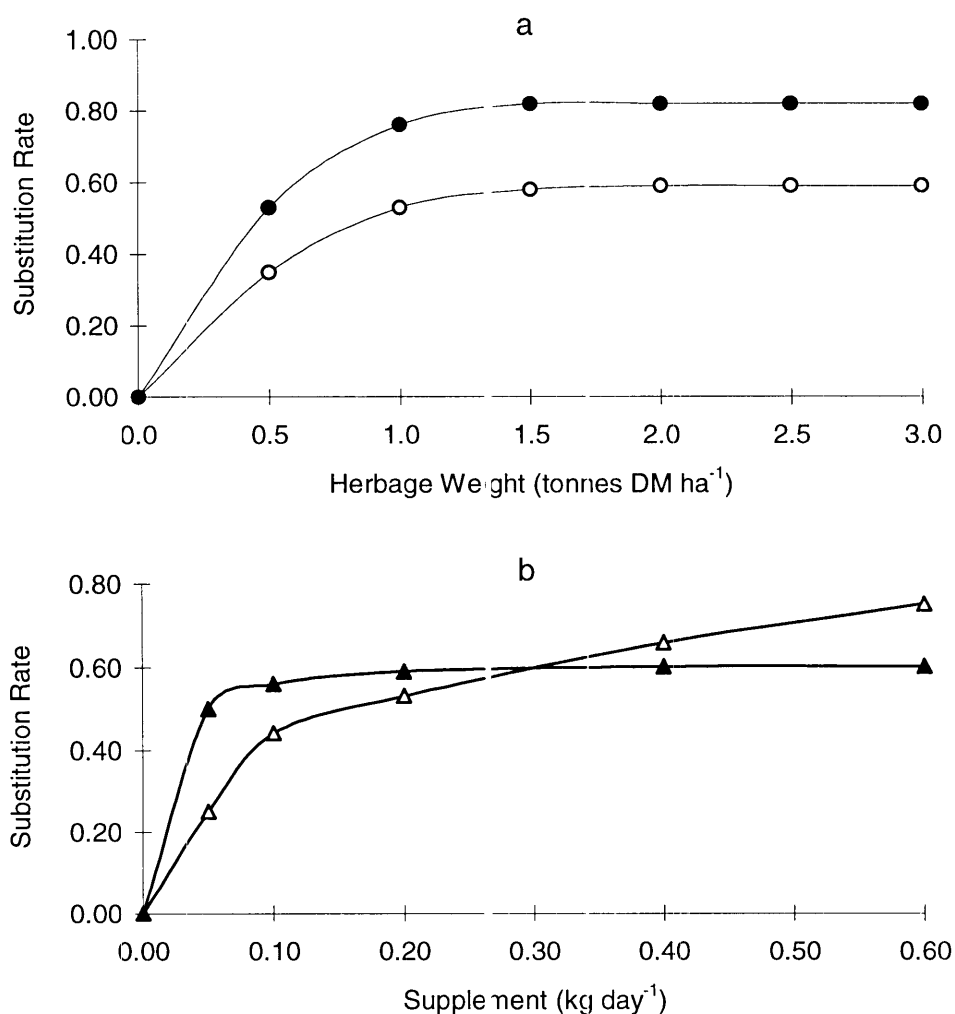 a
1.00
0.80
0.60
0.40
0.20
0.00
Substitution Rate
0.0 0.5 1.0 1.5 2.0 2.5 3.0
Herbage Weight (tonnes DM ha⁻¹)
b
0.80
0.60
0.40
0.20
0.00
Substitution Rate
0.00 0.10 0.20 0.30 0.40 0.50 0.60
Supplement (kg day⁻¹)